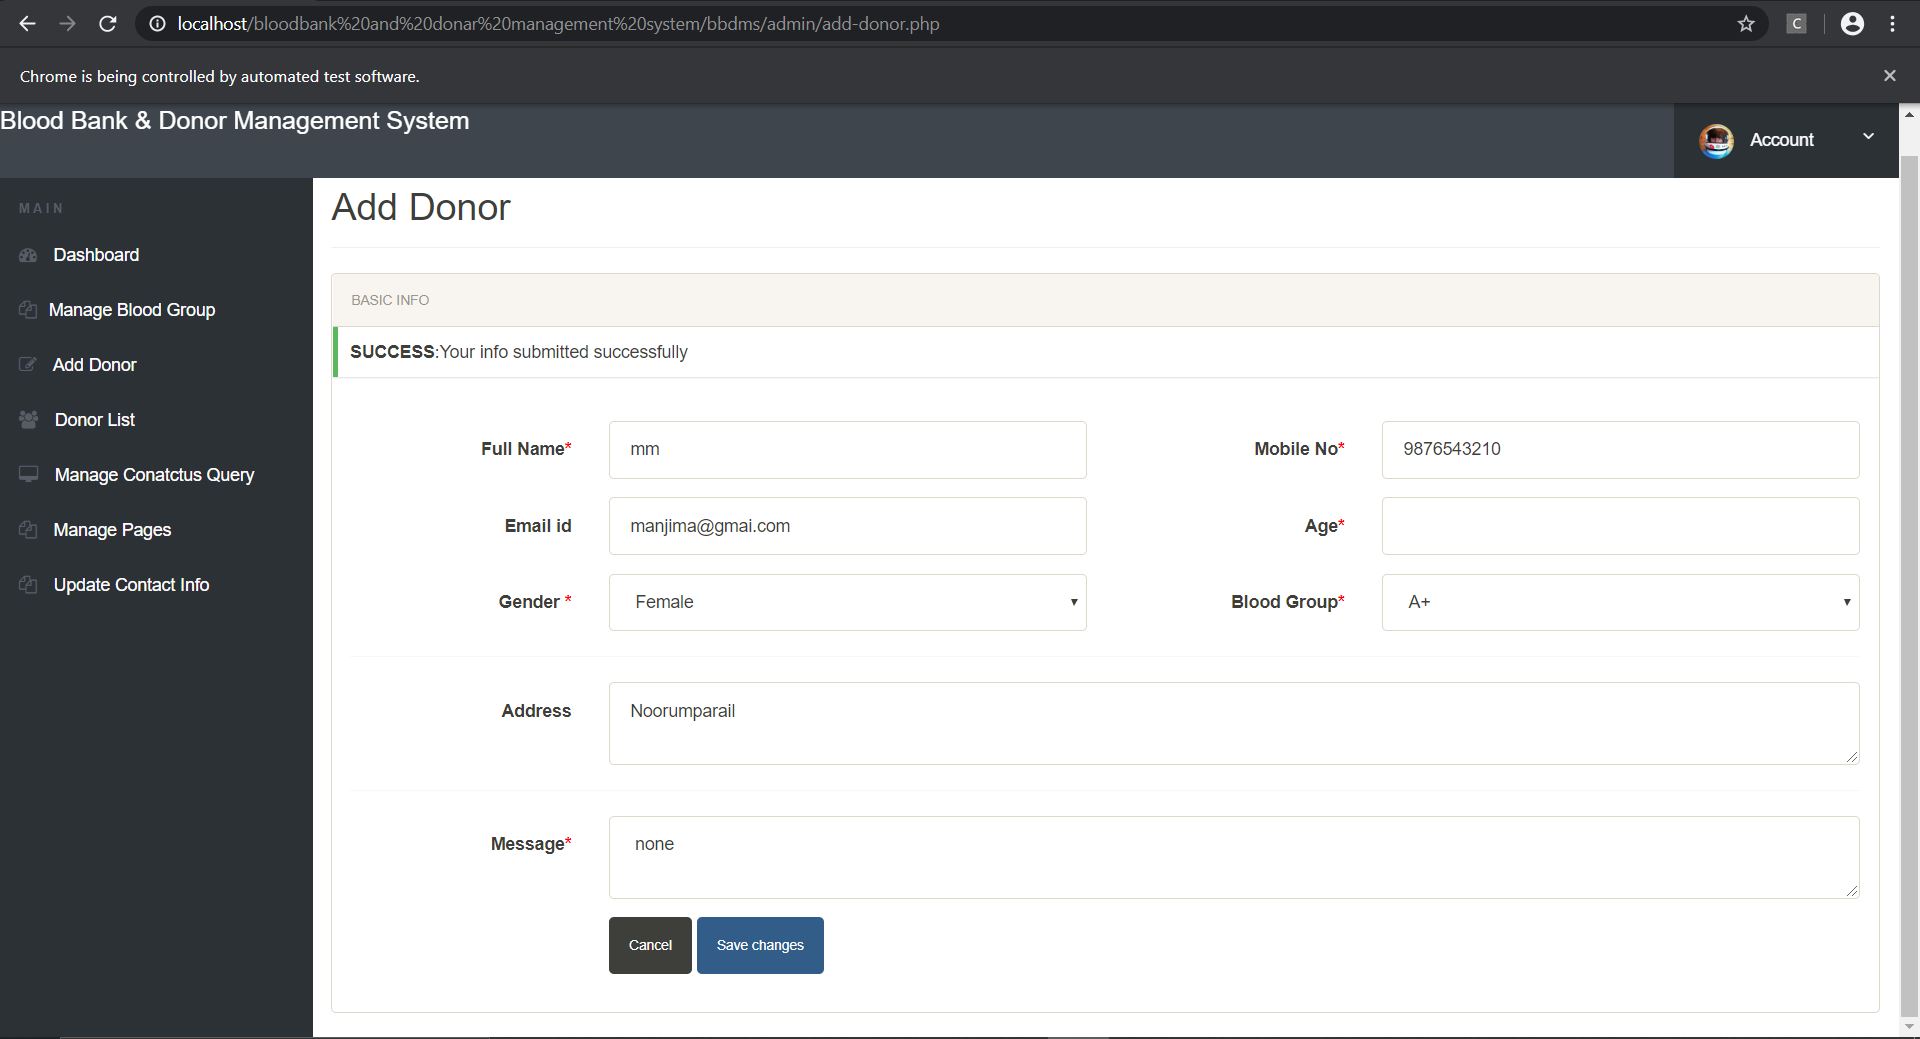 localhost/bloodbank%20and%20donar%20management%20system/bbdms/admin/add-donor.php
C
Chrome is being controlled by automated test software.
Blood Bank & Donor Management System
Account
MAIN
Dashboard
Manage Blood Group
Add Donor
Donor List
Manage Conatctus Query
Manage Pages
Update Contact Info
Add Donor
BASIC INFO
SUCCESS:Your info submitted successfully
Full Name* mm Mobile No* 9876543210
Email id manjima@gmai.com Age*
Gender * Female Blood Group* A+
Address Noorumparail
Message* none
Cancel Save changes